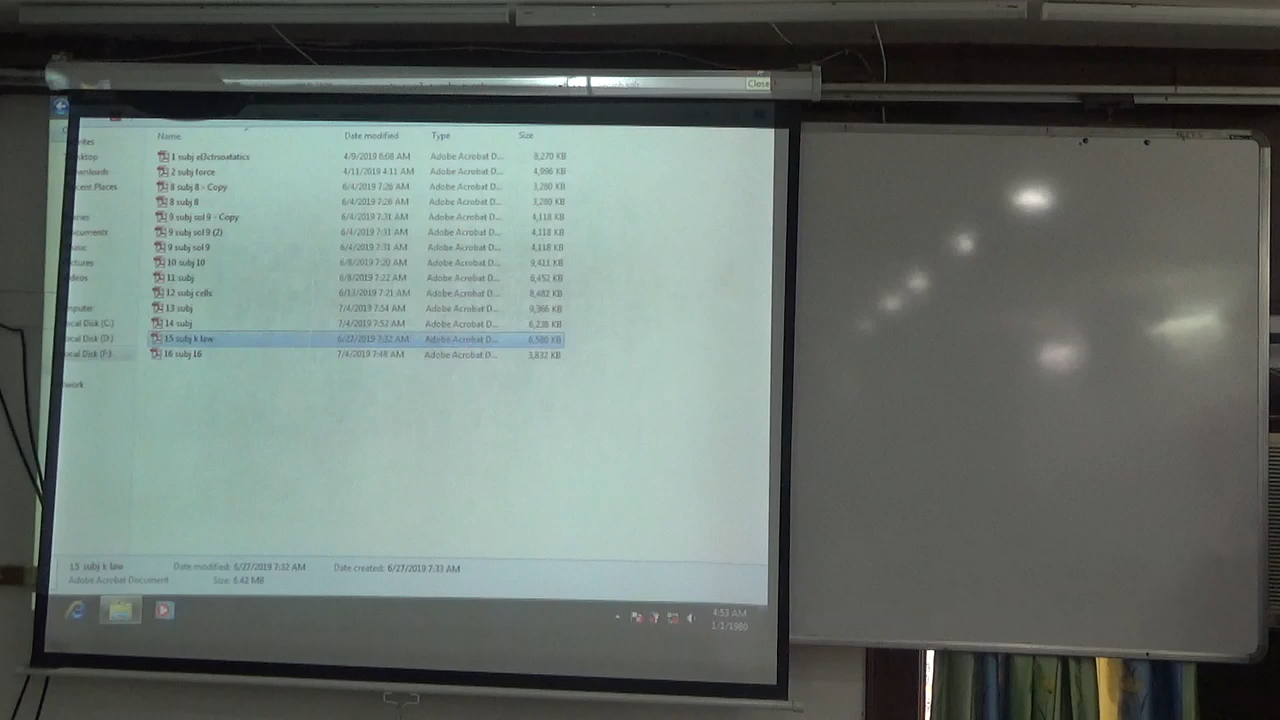 Close
Name Date modified Type Size
1 subj el3ctrsoatatics 4/9/2019 6:08 AM Adobe Acrobat D... 8,270 KB
2 subj force 4/11/2019 4:11 AM Adobe Acrobat D... 4,996 KB
8 subj 8 - Copy 6/4/2019 7:26 AM Adobe Acrobat D... 3,280 KB
8 subj 8 6/4/2019 7:26 AM Adobe Acrobat D... 3,280 KB
9 subj sol 9 - Copy 6/4/2019 7:31 AM Adobe Acrobat D... 4,118 KB
9 subj sol 9 (2) 6/4/2019 7:31 AM Adobe Acrobat D... 4,118 KB
9 subj sol 9 6/4/2019 7:31 AM Adobe Acrobat D... 4,118 KB
10 subj 10 6/8/2019 7:20 AM Adobe Acrobat D... 9,411 KB
11 subj 6/8/2019 7:22 AM Adobe Acrobat D... 6,452 KB
12 subj cells 6/13/2019 7:21 AM Adobe Acrobat D... 8,482 KB
13 subj 7/4/2019 7:54 AM Adobe Acrobat D... 9,366 KB
14 subj 7/4/2019 7:52 AM Adobe Acrobat D... 6,238 KB
ocal Disk (D:) 15 subj k law 6/27/2019 7:32 AM Adobe Acrobat D... 6,580 KB
ocal Disk (F:) 16 subj 16 7/4/2019 7:48 AM Adobe Acrobat D... 3,832 KB
twork
15 subj k law Date modified: 6/27/2019 7:32 AM Date created: 6/27/2019 7:33 AM
Adobe Acrobat Document Size: 6.42 MB
4:53 AM
1/1/1980